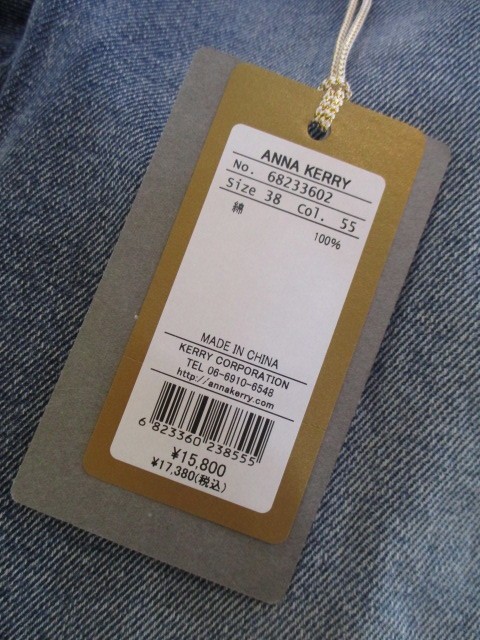 ANNA KERRY
No. 68233602
Size 38 Col. 55
綿
100%
MADE IN CHINA
KERRY CORPORATION
TEL 06-6910-6548
http://annakerry.com
6 823360 238555
¥15,800
¥17,380(税込)